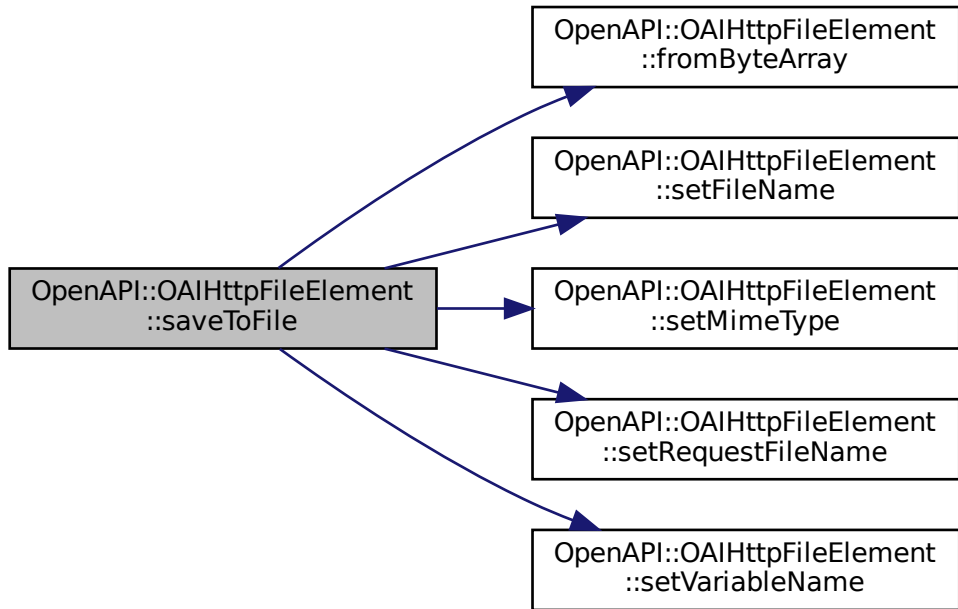 OpenAPI::OAIHttpFileElement
::saveToFile
OpenAPI::OAIHttpFileElement
::fromByteArray
OpenAPI::OAIHttpFileElement
::setFileName
OpenAPI::OAIHttpFileElement
::setMimeType
OpenAPI::OAIHttpFileElement
::setRequestFileName
OpenAPI::OAIHttpFileElement
::setVariableName